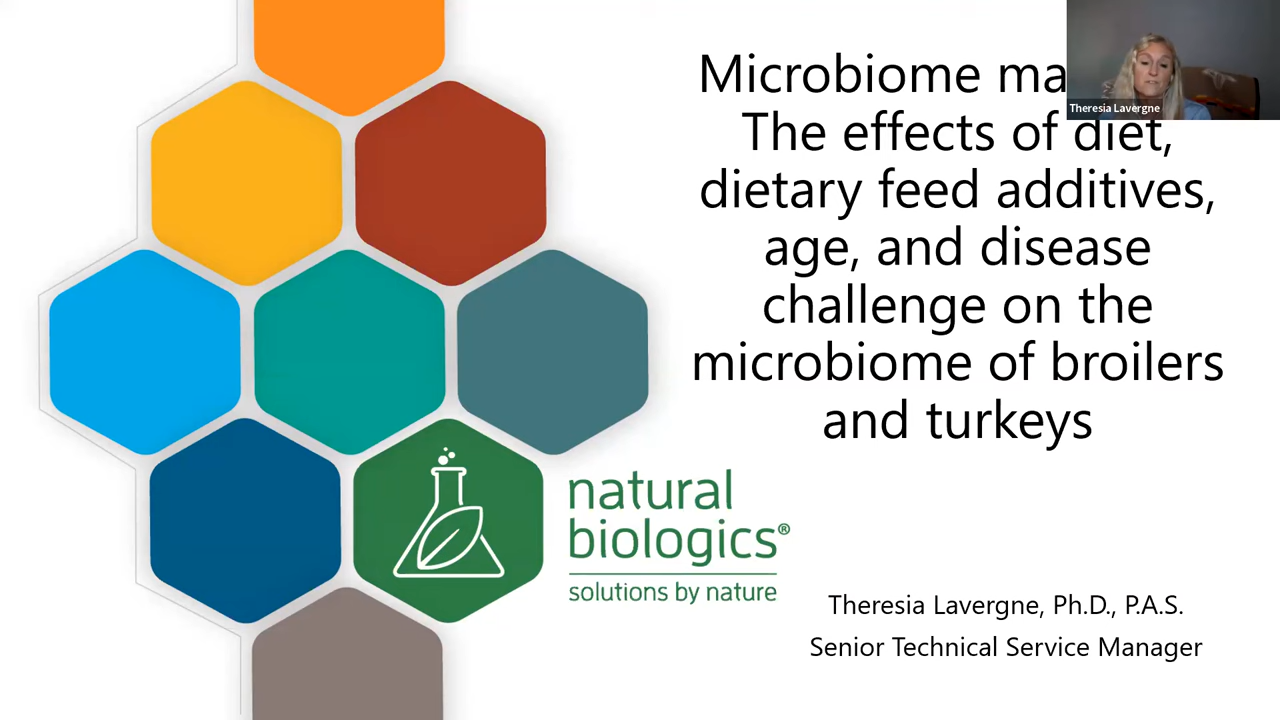 Microbiome ma
The effects of diet,
dietary feed additives,
age, and disease
challenge on the
microbiome of broilers
and turkeys
Theresia Lavergne
natural
biologics®
solutions by nature
Theresia Lavergne, Ph.D., P.A.S.
Senior Technical Service Manager